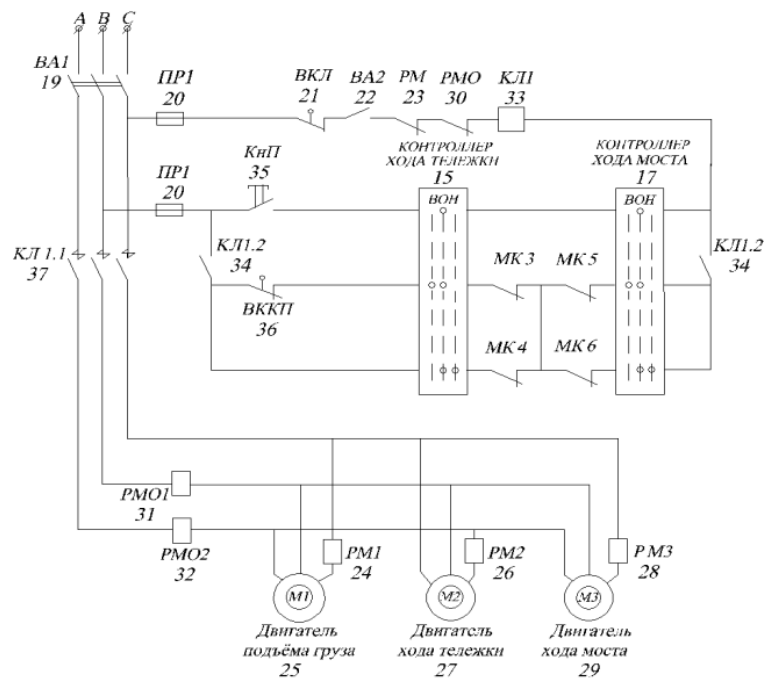 А В С
ВА1
19
ПР1
20
ВКЛ
21
ВА2
22
РМ
23
РМО
30
КЛ1
33
КОНТРОЛЛЕР
ХОДА ТЕЛЕЖКИ
15
КОНТРОЛЛЕР
ХОДА МОСТА
17
ПР1
20
КнП
35
ВОН
ВОН
КЛ 1.1
37
КЛ1.2
34
ВККП
36
МК 3
МК 5
КЛ1.2
34
МК 4
МК 6
РМО1
31
РМО2
32
РМ1
24
РМ2
26
Р М3
28
М1
М2
М3
Двигатель
подъёма груза
25
Двигатель
хода тележки
27
Двигатель
хода моста
29